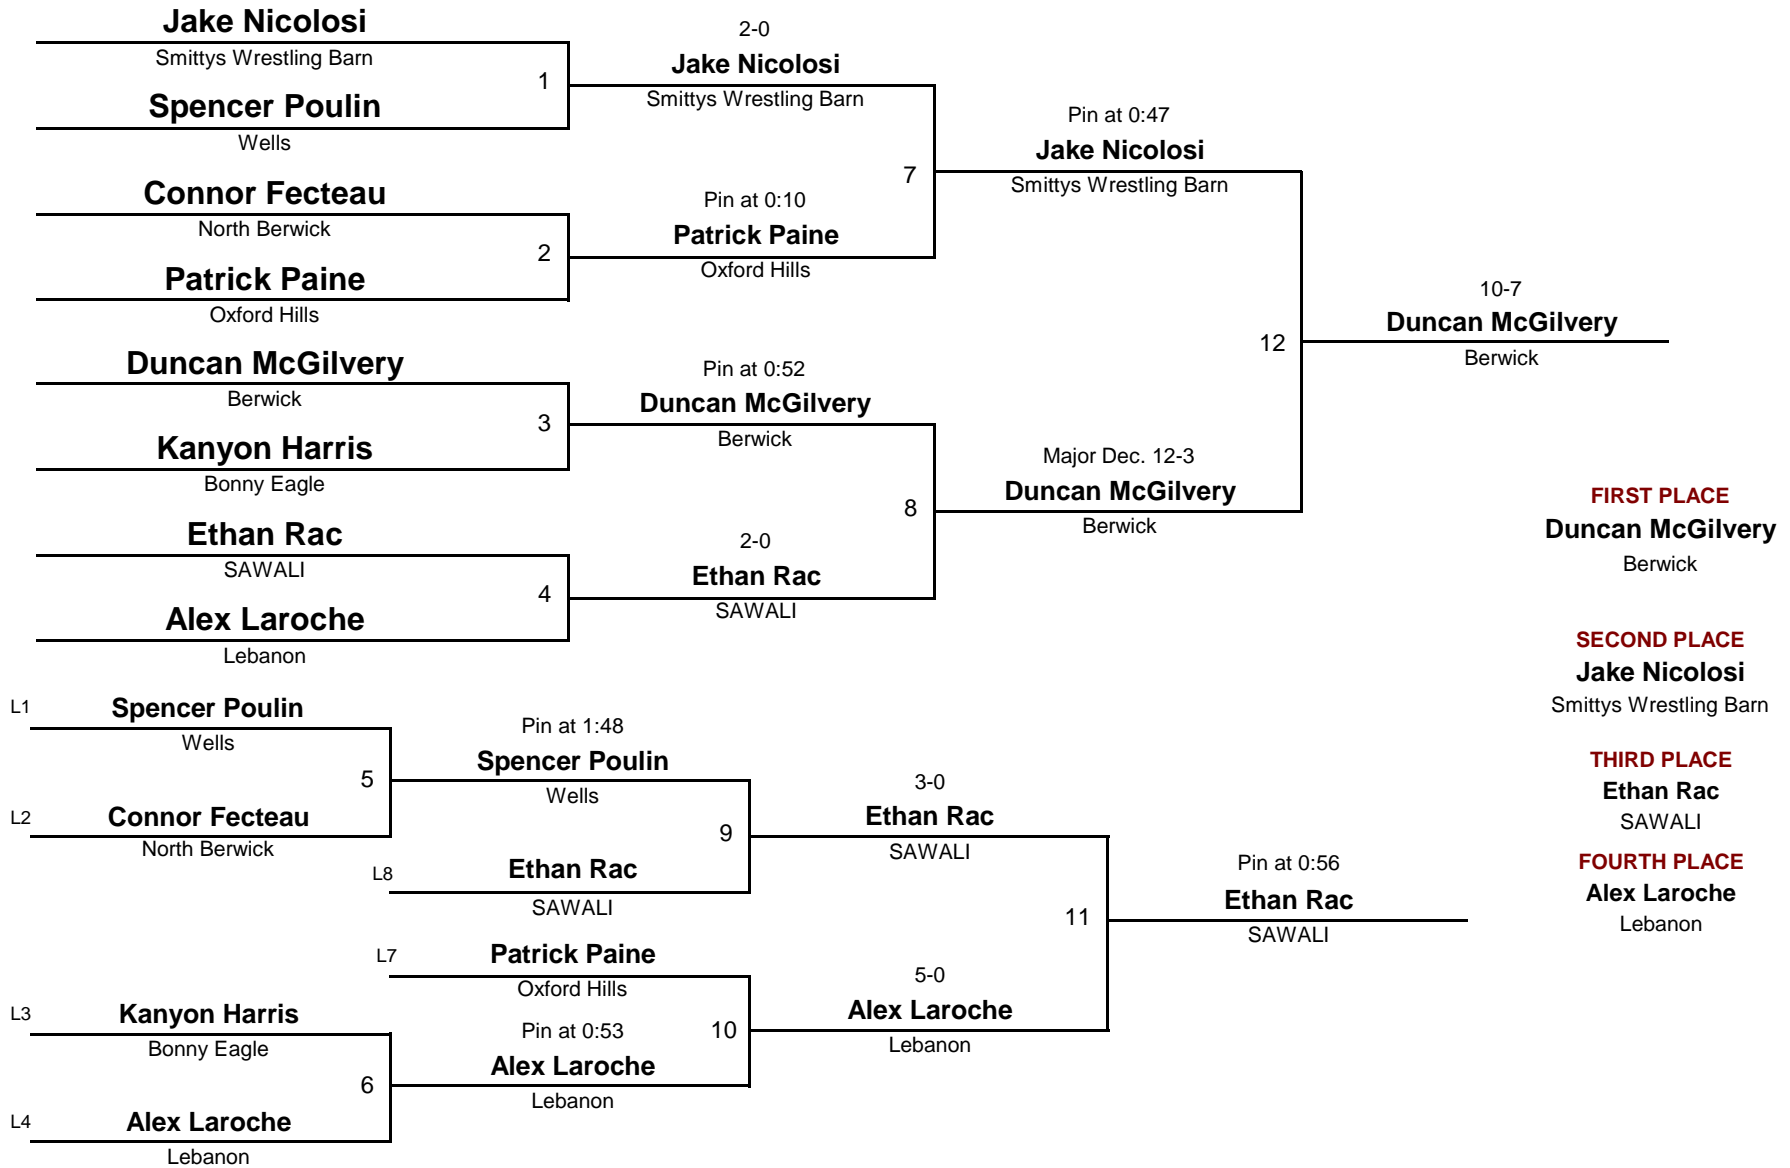 Jake Nicolosi
Smittys Wrestling Barn
1
Spencer Poulin
Wells
Connor Fecteau
North Berwick
2
Patrick Paine
Oxford Hills
Duncan McGilvery
Berwick
3
Kanyon Harris
Bonny Eagle
Ethan Rac
SAWALI
4
Alex Laroche
Lebanon
2-0
Jake Nicolosi
Smittys Wrestling Barn
7
Pin at 0:10
Patrick Paine
Oxford Hills
Pin at 0:52
Duncan McGilvery
Berwick
8
2-0
Ethan Rac
SAWALI
Pin at 0:47
Jake Nicolosi
Smittys Wrestling Barn
12
Major Dec. 12-3
Duncan McGilvery
Berwick
10-7
Duncan McGilvery
Berwick
L1
Spencer Poulin
Wells
5
L2
Connor Fecteau
North Berwick
L3
Kanyon Harris
Bonny Eagle
6
L4
Alex Laroche
Lebanon
Pin at 1:48
Spencer Poulin
Wells
9
L8
Ethan Rac
SAWALI
L7
Patrick Paine
Oxford Hills
10
Pin at 0:53
Alex Laroche
Lebanon
3-0
Ethan Rac
SAWALI
11
5-0
Alex Laroche
Lebanon
Pin at 0:56
Ethan Rac
SAWALI
FIRST PLACE
Duncan McGilvery
Berwick
SECOND PLACE
Jake Nicolosi
Smittys Wrestling Barn
THIRD PLACE
Ethan Rac
SAWALI
FOURTH PLACE
Alex Laroche
Lebanon